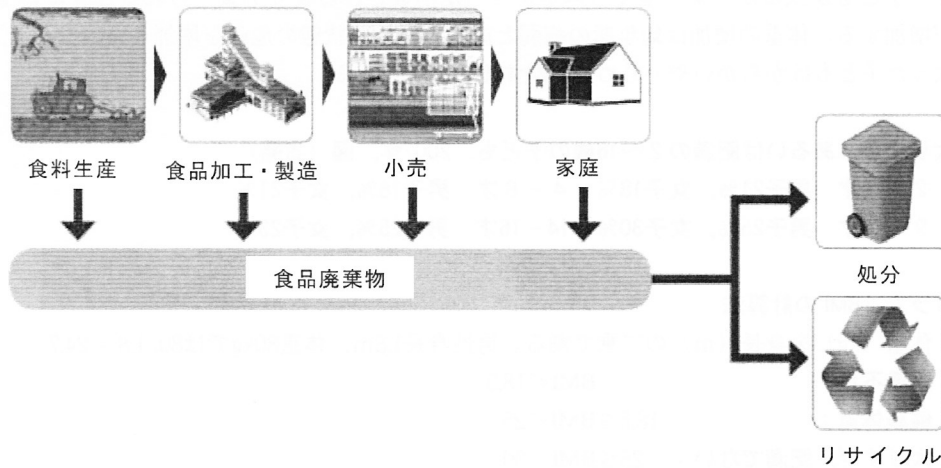 食料生産
食品加工・製造
小売
家庭
食品廃棄物
処分
リサイクル